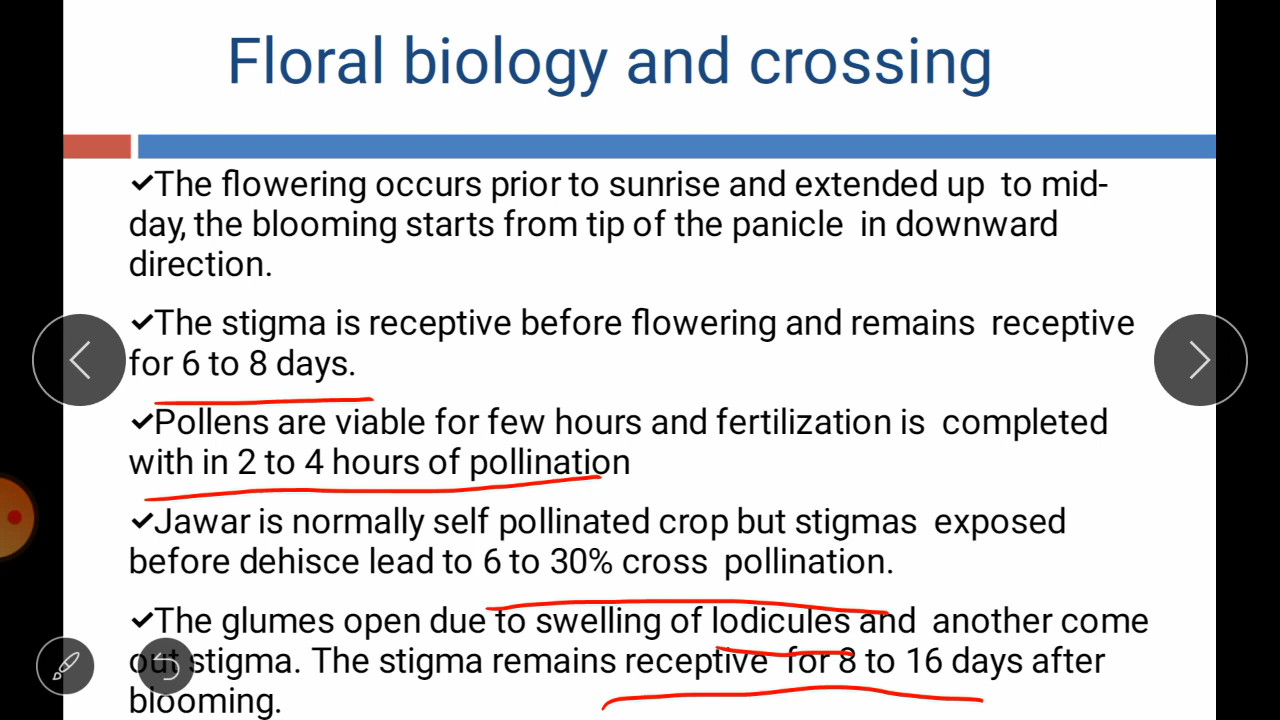 Floral biology and crossing
✔The flowering occurs prior to sunrise and extended up to mid-
day, the blooming starts from tip of the panicle in downward
direction.
✔The stigma is receptive before flowering and remains receptive
for 6 to 8 days.
✔Pollens are viable for few hours and fertilization is completed
with in 2 to 4 hours of pollination
✔Jawar is normally self pollinated crop but stigmas exposed
before dehisce lead to 6 to 30% cross pollination.
✔The glumes open due to swelling of lodicules and another come
out stigma. The stigma remains receptive for 8 to 16 days after
blooming.